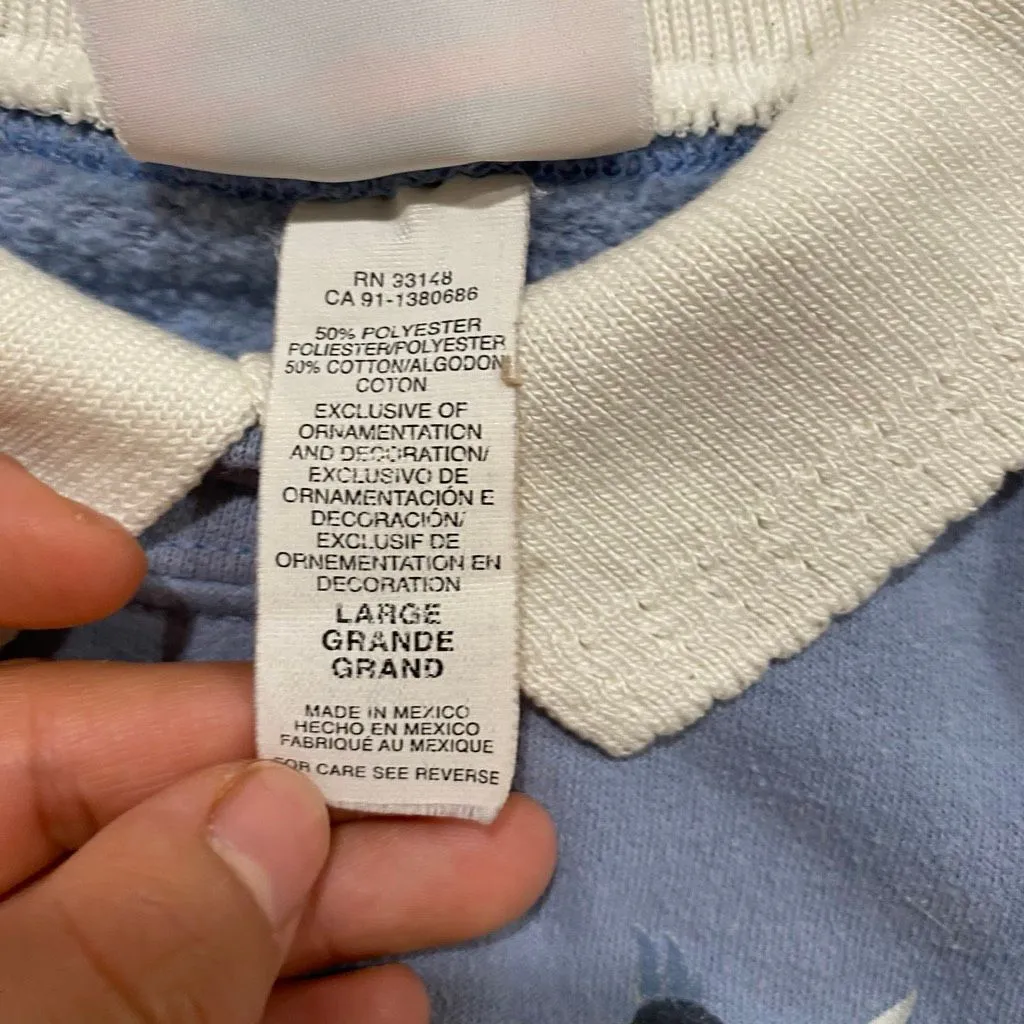 RN 33148
CA 91-1380686
50% POLYESTER
POLIESTER/POLYESTER
50% COTTON/ALGODON
COTON
EXCLUSIVE OF
ORNAMENTATION
AND DECORATION/
EXCLUSIVO DE
ORNAMENTACIÓN E
DECORACIÓN/
EXCLUSIF DE
ORNEMENTATION EN
DECORATION
LARGE
GRANDE
GRAND
MADE IN MEXICO
HECHO EN MEXICO
FABRIQUÉ AU MEXIQUE
FOR CARE SEE REVERSE